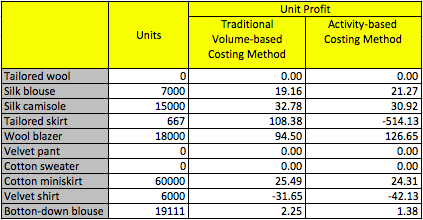 Unit Profit
Units
Traditional
Volume-based
Costing Method
Activity-based
Costing Method
Tailored wool 0 0.00 0.00
Silk blouse 7000 19.16 21.27
Silk camisole 15000 32.78 30.92
Tailored skirt 667 108.38 -514.13
Wool blazer 18000 94.50 126.65
Velvet pant 0 0.00 0.00
Cotton sweater 0 0.00 0.00
Cotton miniskirt 60000 25.49 24.31
Velvet shirt 6000 -31.65 -42.13
Botton-down blouse 19111 2.25 1.38